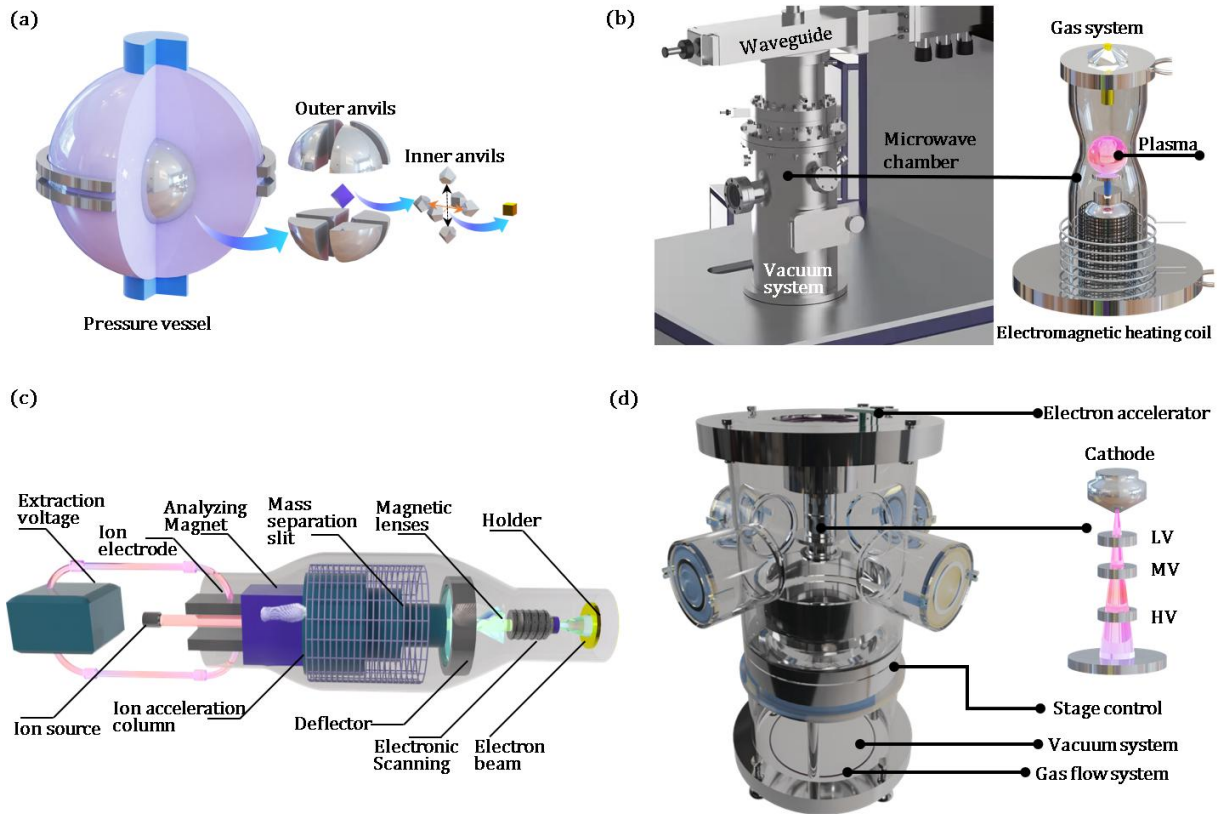 (a)
Outer anvils
Inner anvils
Pressure vessel
(b)
Waveguide
Gas system
Microwave
chamber
Plasma
Vacuum
system
Electromagnetic heating coil
(c)
Extraction
voltage
Ion
electrode
Analyzing
Magnet
Mass
separation
slit
Magnetic
lenses
Holder
Ion source
Ion acceleration
column
Deflector
Electronic
Scanning
Electron
beam
(d)
Electron accelerator
Cathode
LV
MV
HV
Stage control
Vacuum system
Gas flow system